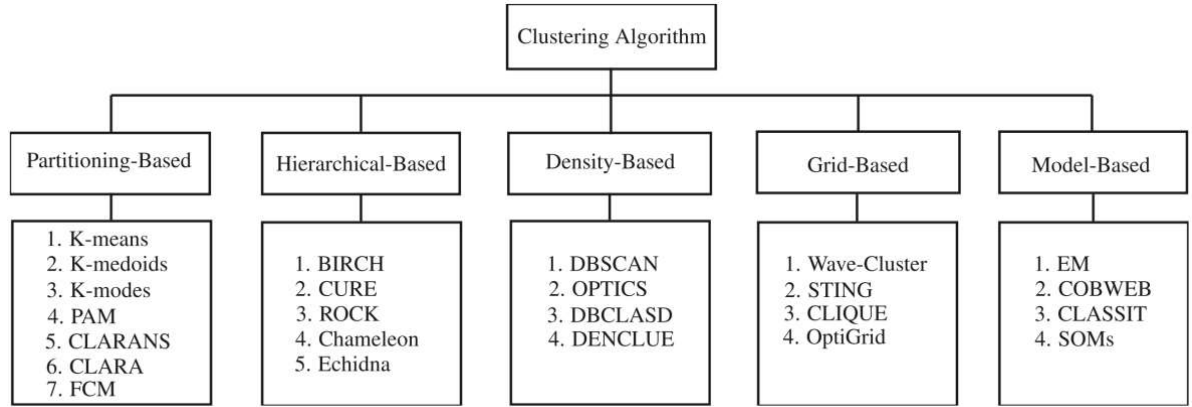 Clustering Algorithm
Partitioning-Based
Hierarchical-Based
Density-Based
Grid-Based
Model-Based
1. K-means
2. K-medoids
3. K-modes
4. PAM
5. CLARANS
6. CLARA
7. FCM
1. BIRCH
2. CURE
3. ROCK
4. Chameleon
5. Echidna
1. DBSCAN
2. OPTICS
3. DBCLASD
4. DENCLUE
1. Wave-Cluster
2. STING
3. CLIQUE
4. OptiGrid
1. EM
2. COBWEB
3. CLASSIT
4. SOMs